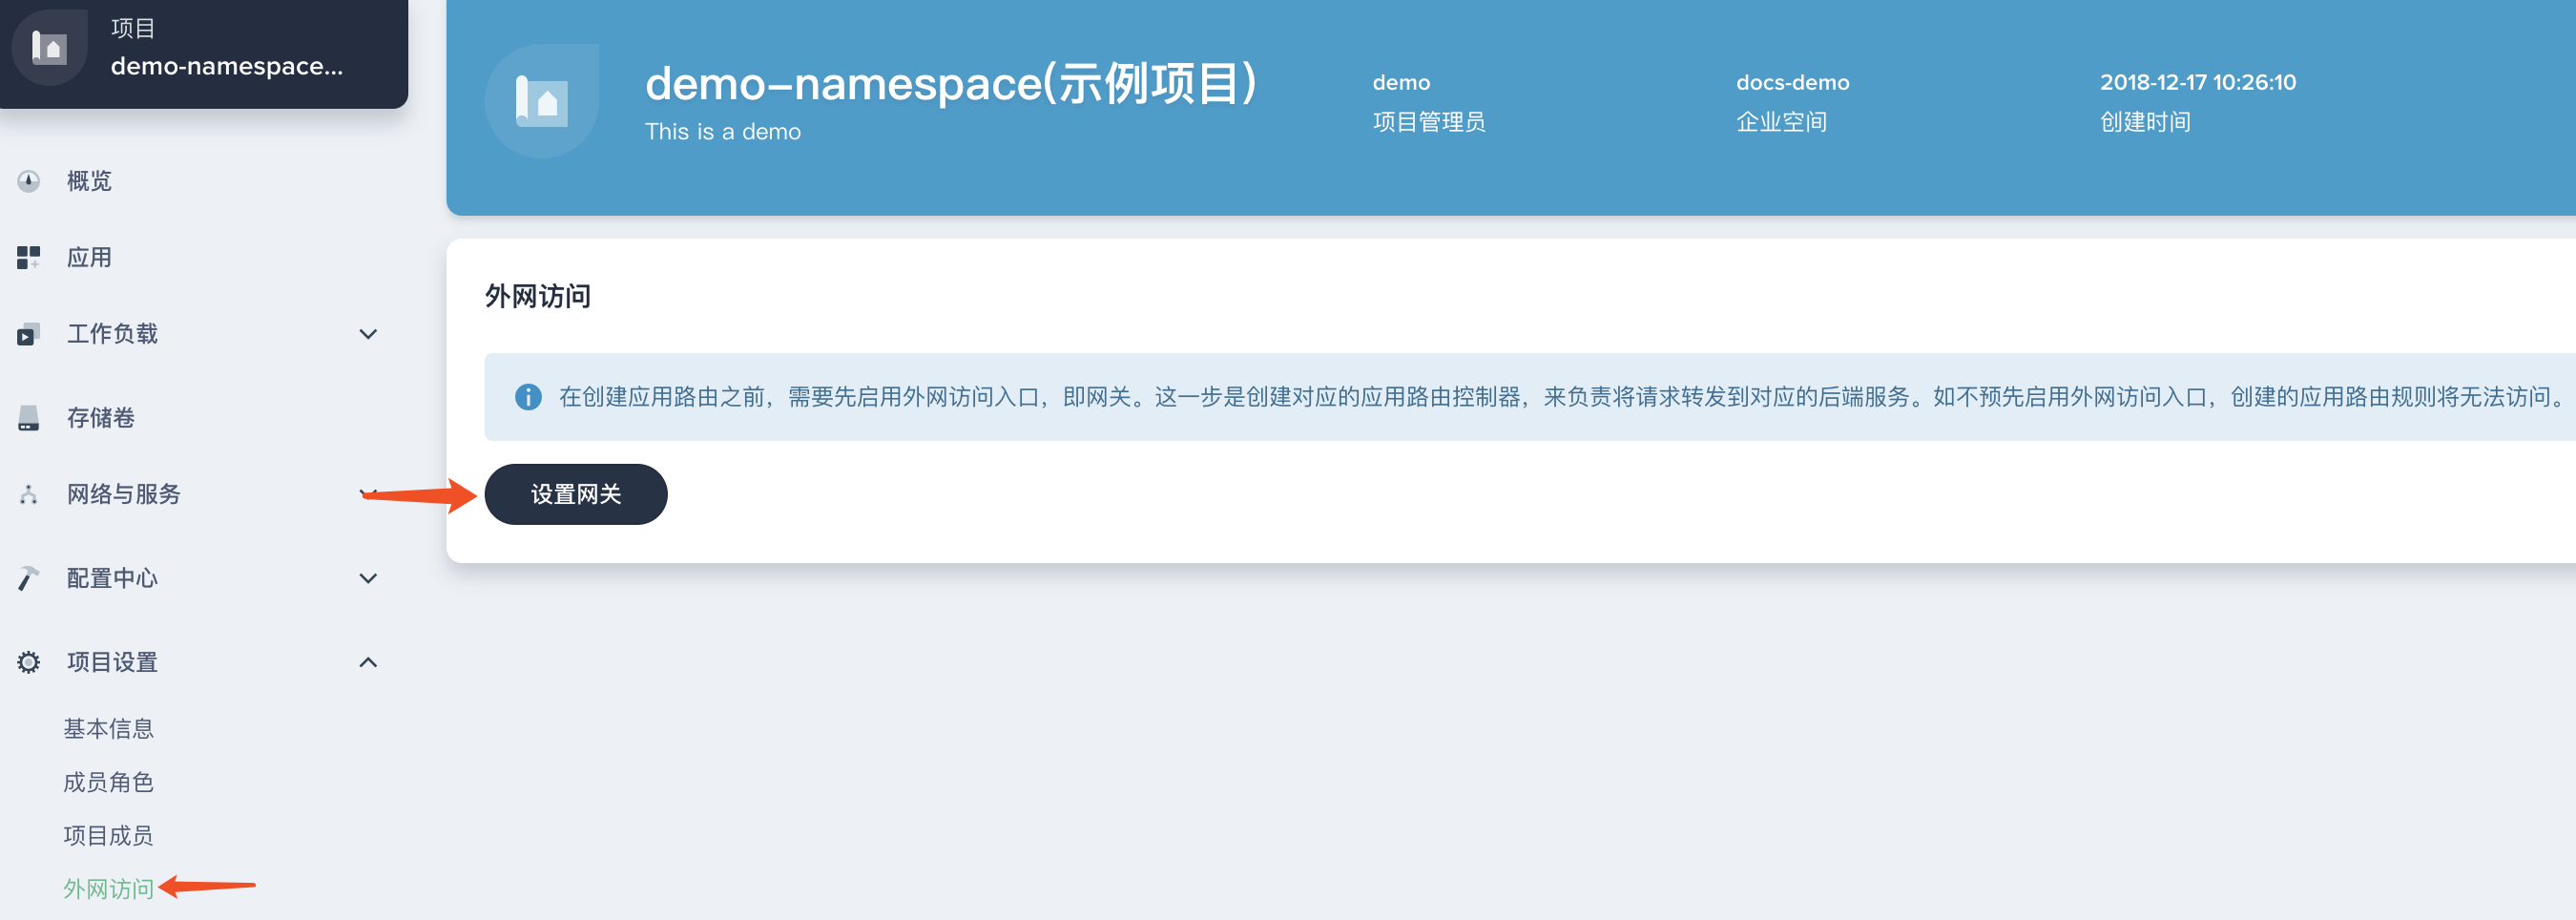 项目
demo-namespace...
概览
应用
工作负载
存储卷
网络与服务
配置中心
项目设置
基本信息
成员角色
项目成员
外网访问
demo-namespace(示例项目)
This is a demo
demo
项目管理员
docs-demo
企业空间
2018-12-17 10:26:10
创建时间
外网访问
在创建应用路由之前，需要先启用外网访问入口，即网关。这一步是创建对应的应用路由控制器，来负责将请求转发到对应的后端服务。如不预先启用外网访问入口，创建的应用路由规则将无法访问。
设置网关